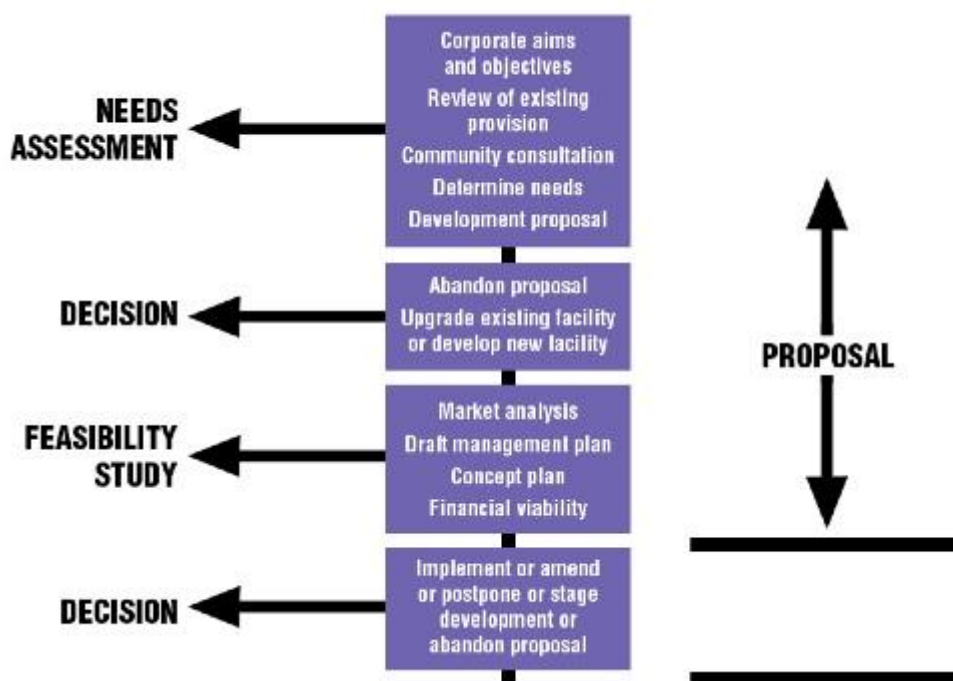 NEEDS
ASSESSMENT
Corporate aims
and objectives
Review of existing
provision
Community consultation
Determine needs
Development proposal
DECISION
Abandon proposal
Upgrade existing facility
or develop new facility
PROPOSAL
FEASIBILITY
STUDY
Market analysis
Draft management plan
Concept plan
Financial viability
DECISION
Implement or amend
or postpone or stage
development or
abandon proposal